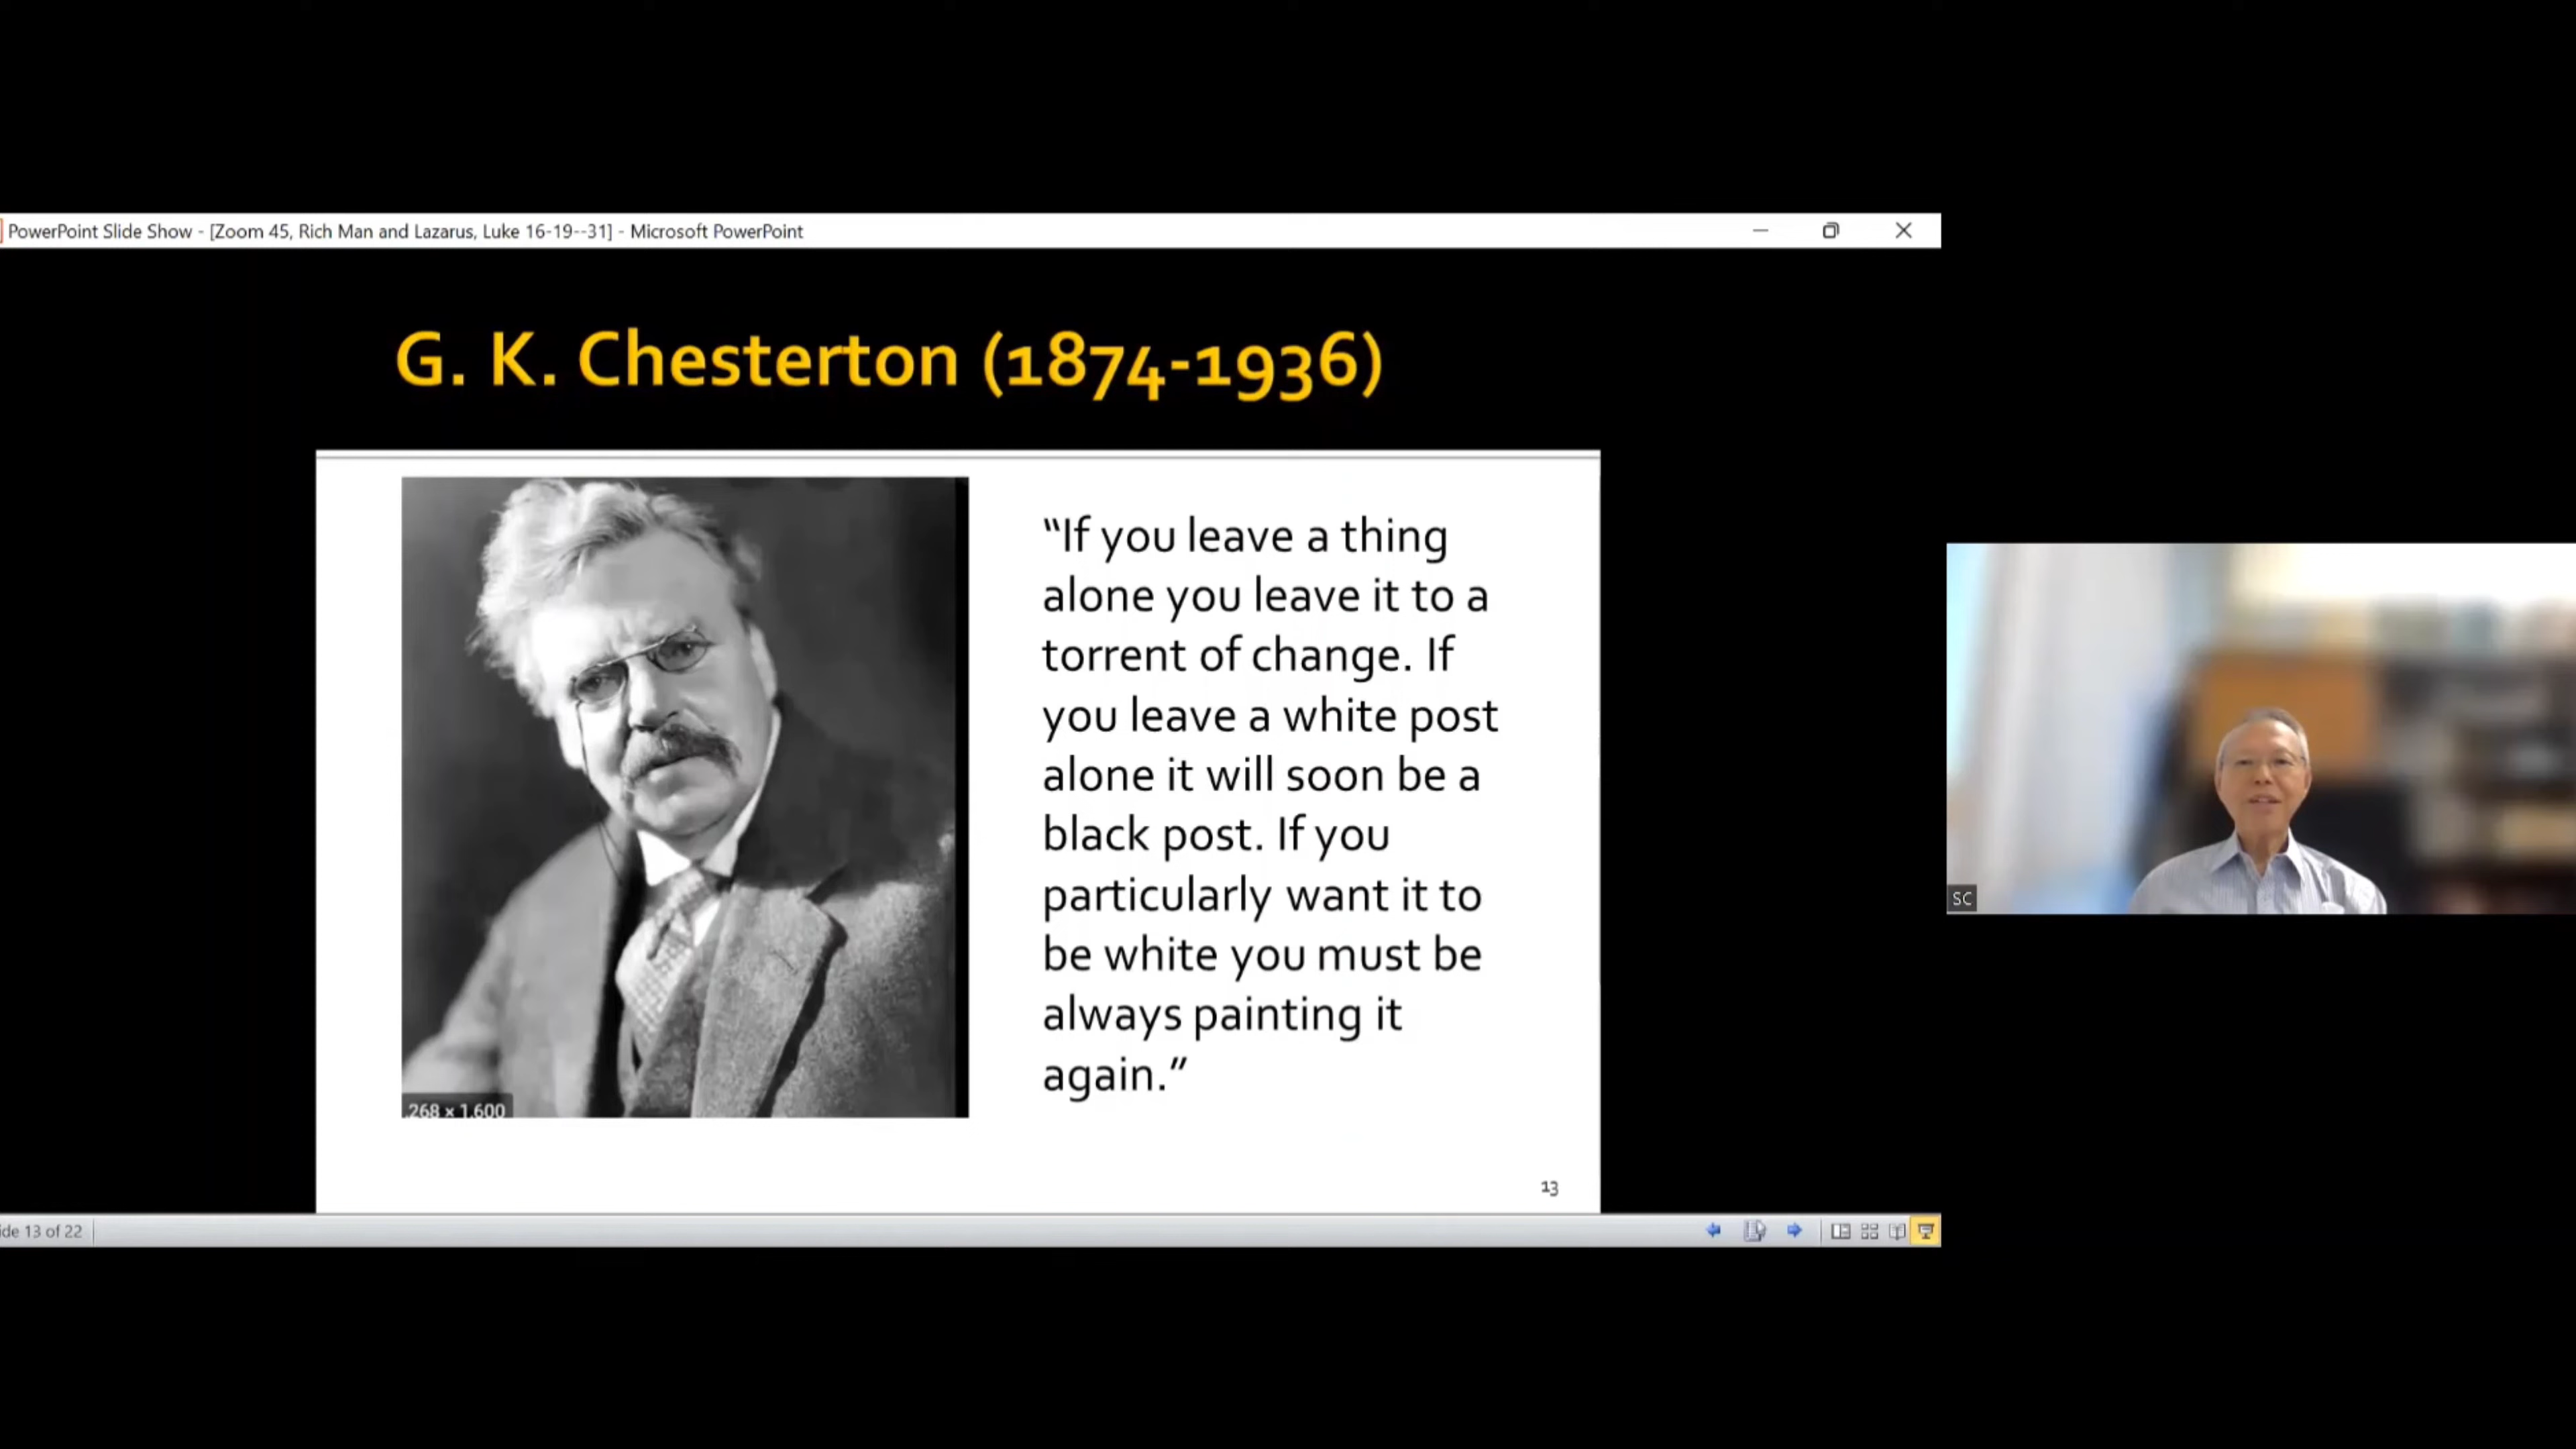 PowerPoint Slide Show - [Zoom 45, Rich Man and Lazarus, Luke 16-19--31] - Microsoft PowerPoint
G. K. Chesterton (1874-1936)
“If you leave a thing
alone you leave it to a
torrent of change. If
you leave a white post
alone it will soon be a
black post. If you
particularly want it to
be white you must be
always painting it
again.”
.268 × 1,600
SC
13
ide 13 of 22